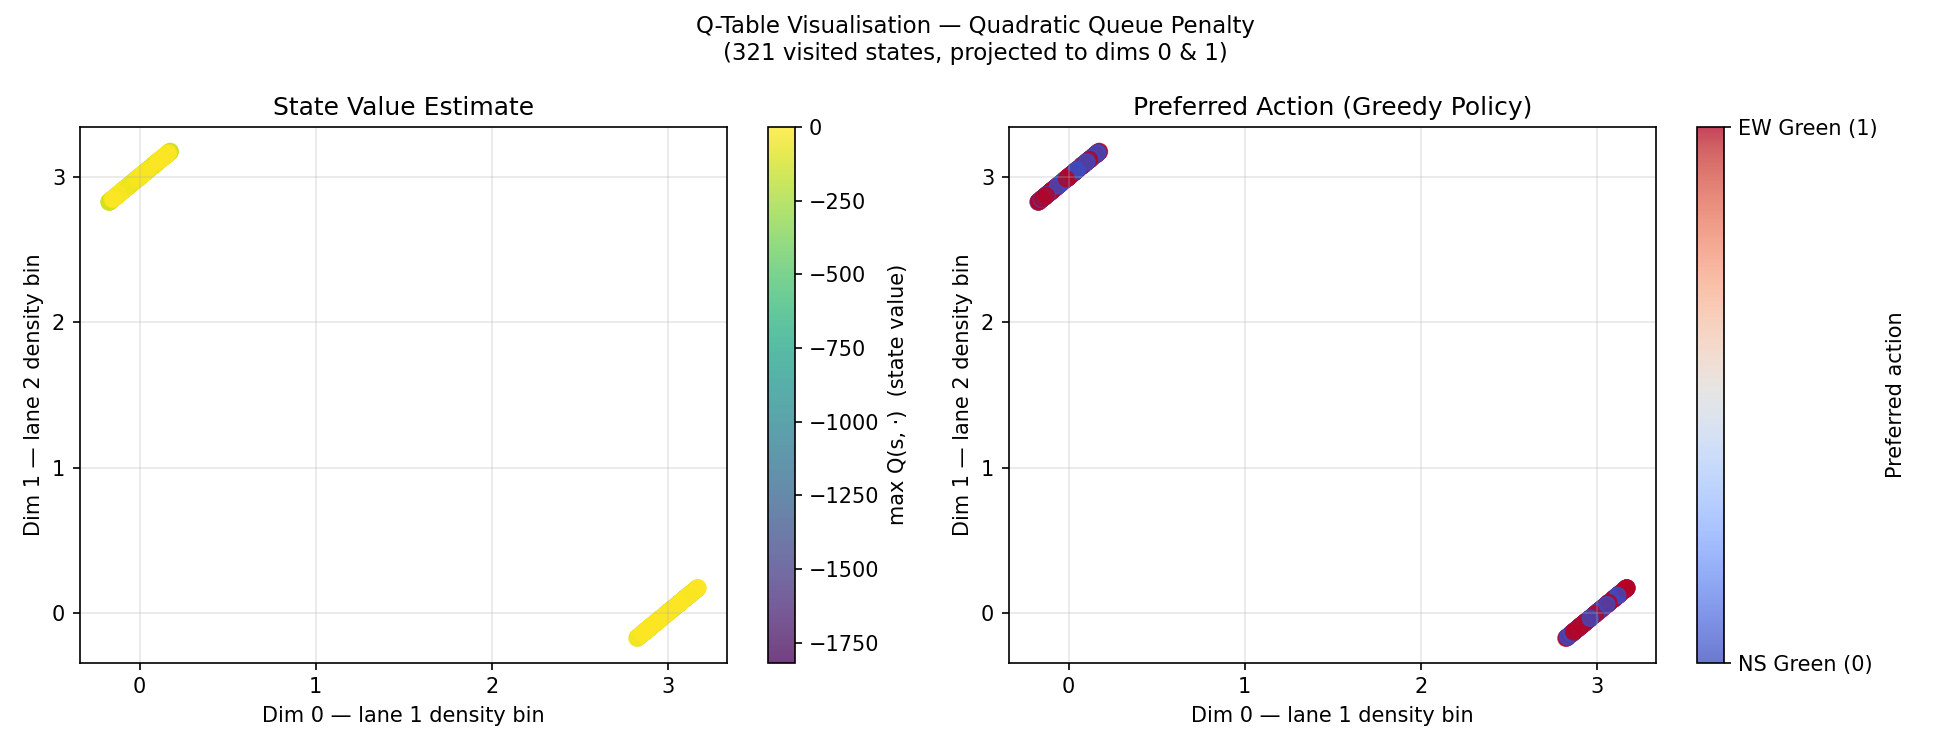 Q-Table Visualisation — Quadratic Queue Penalty
(321 visited states, projected to dims 0 & 1)
State Value Estimate
3
2
1
0
Dim 1 — lane 2 density bin
0
1
2
3
Dim 0 — lane 1 density bin
0
−250
−500
−750
−1000
−1250
−1500
−1750
max Q(s, ·) (state value)
Preferred Action (Greedy Policy)
3
2
1
0
Dim 1 — lane 2 density bin
0
1
2
3
Dim 0 — lane 1 density bin
EW Green (1)
NS Green (0)
Preferred action